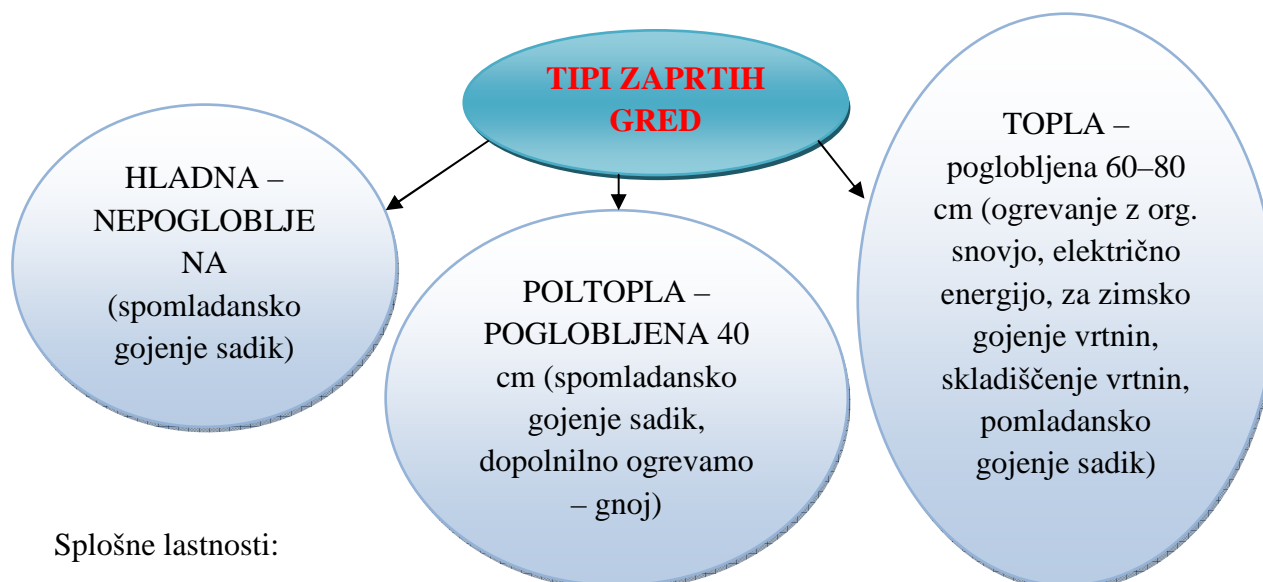 TIPI ZAPRTIH
GRED
HLADNA –
NEPOGLOBLJE
NA
(spomladansko
gojenje sadik)
POLTOPLA –
POGLOBLJENA 40
cm (spomladansko
gojenje sadik,
dopolnilno ogrevamo
– gnoj)
TOPLA –
poglobljena 60–80
cm (ogrevanje z org.
snovjo, električno
energijo, za zimsko
gojenje vrtnin,
skladiščenje vrtnin,
pomladansko
gojenje sadik)
Splošne lastnosti: